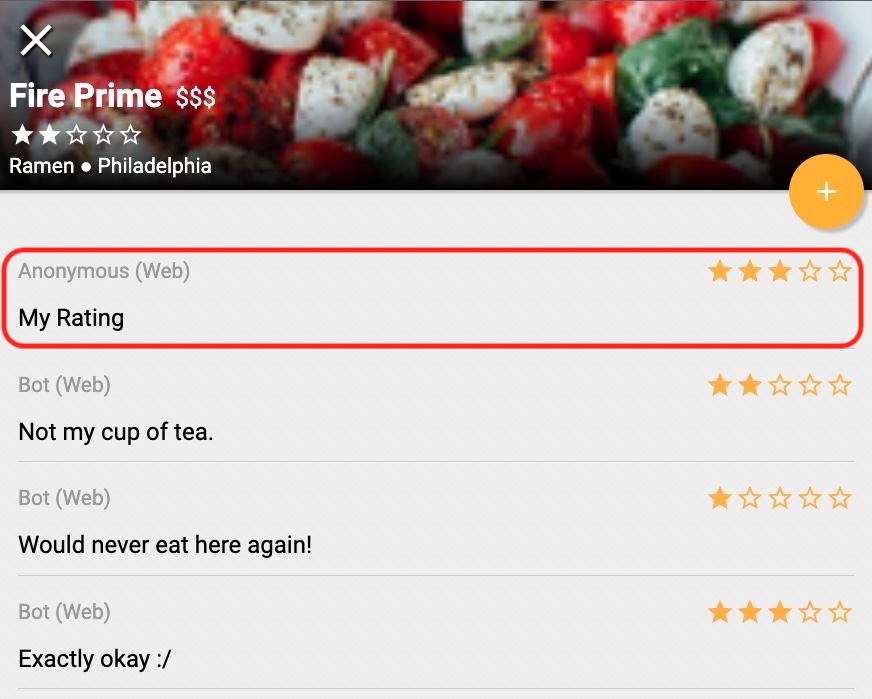 Fire Prime $$$
Ramen ● Philadelphia
Anonymous (Web)
My Rating
Bot (Web)
Not my cup of tea.
Bot (Web)
Would never eat here again!
Bot (Web)
Exactly okay :/